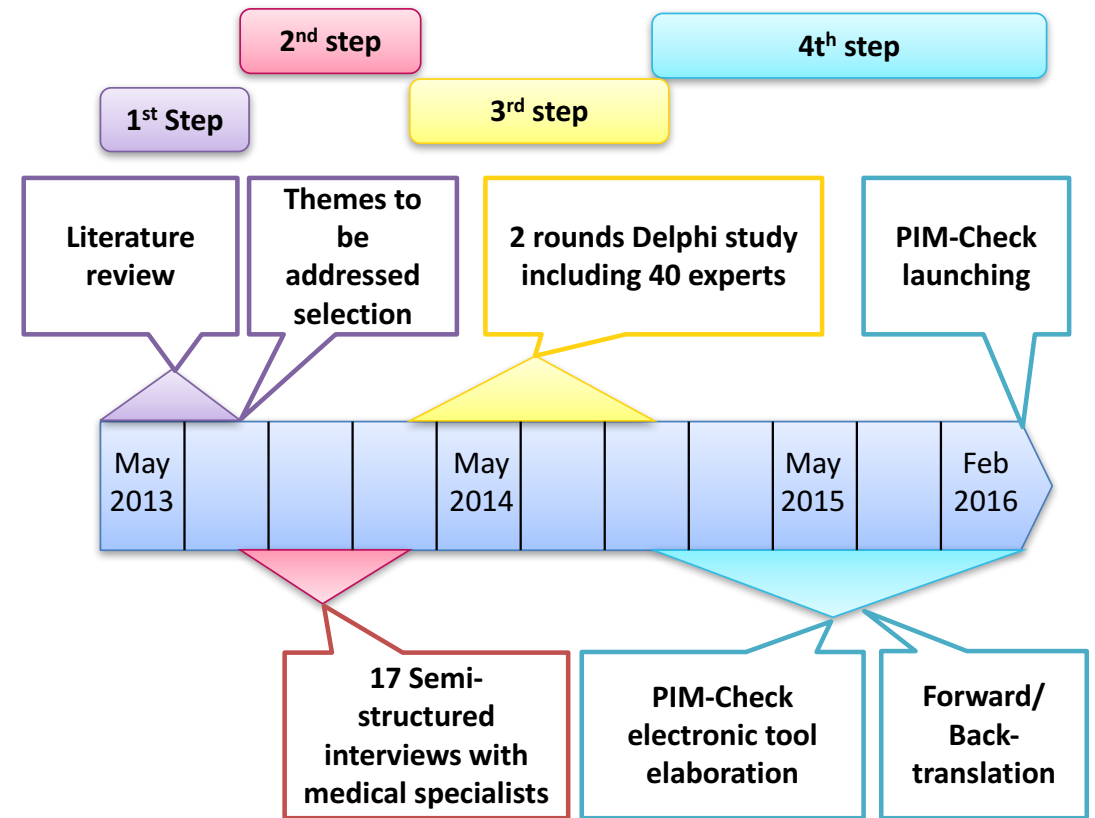 2nd step
4th step
1st Step
3rd step
Literature
review
Themes to
be
addressed
selection
2 rounds Delphi study
including 40 experts
PIM-Check
launching
May
2013
May
2014
May
2015
Feb
2016
17 Semi-
structured
interviews with
medical specialists
PIM-Check
electronic tool
elaboration
Forward/
Back-
translation